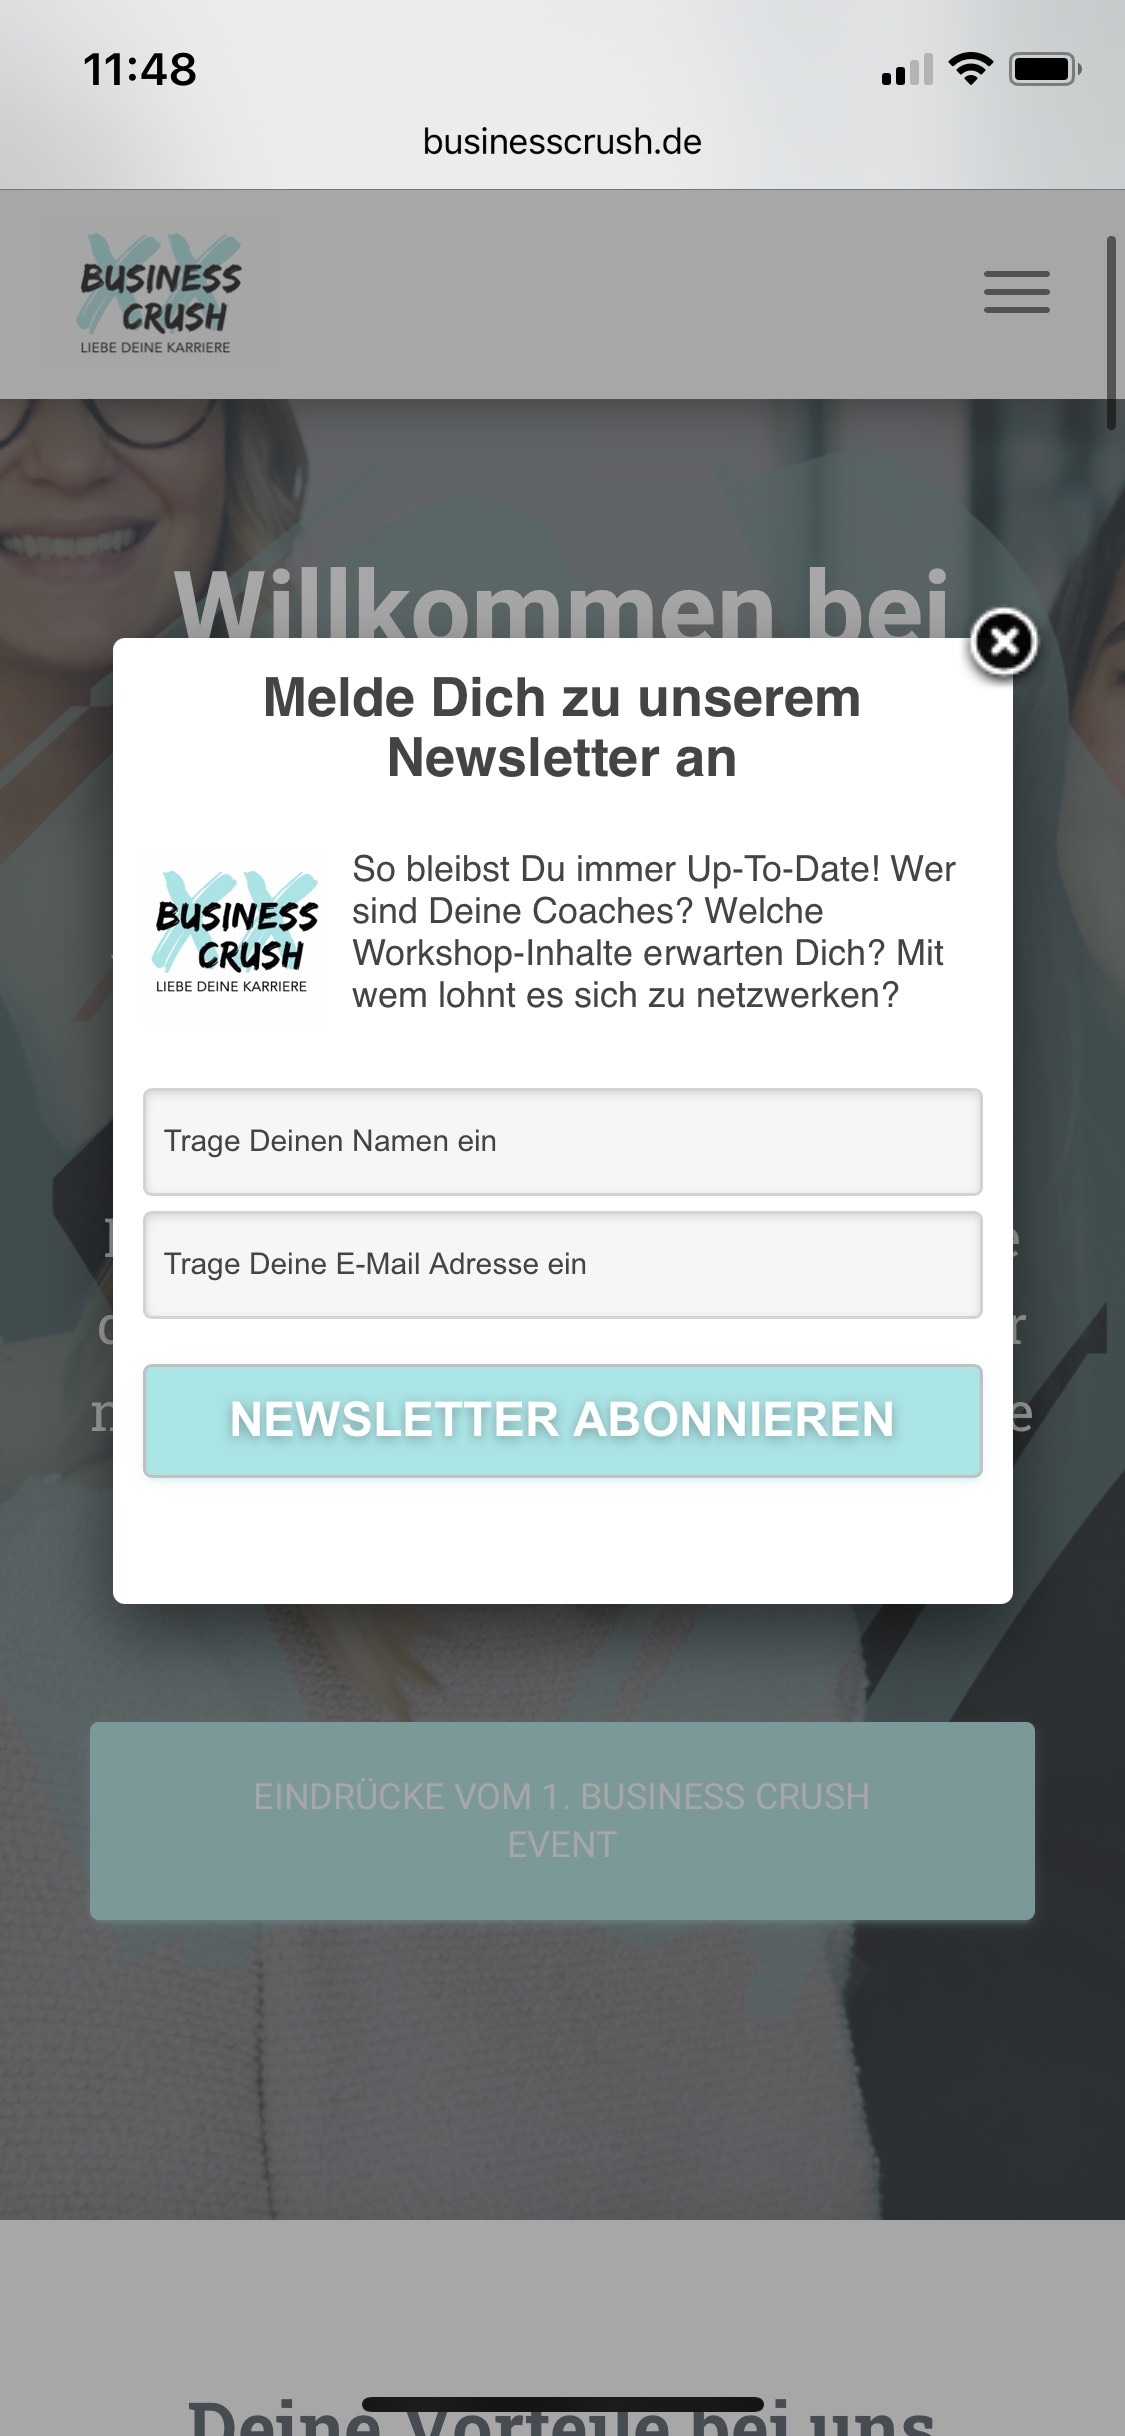 11:48
businesscrush.de
BUSINESS
CRUSH
LIEBE DEINE KARRIERE
Willkommen bei
Melde Dich zu unserem
Newsletter an
BUSINESS
CRUSH
LIEBE DEINE KARRIERE
So bleibst Du immer Up-To-Date! Wer
sind Deine Coaches? Welche
Workshop-Inhalte erwarten Dich? Mit
wem lohnt es sich zu netzwerken?
Trage Deinen Namen ein
Trage Deine E-Mail Adresse ein
NEWSLETTER ABONNIEREN
EINDRÜCKE VOM 1. BUSINESS CRUSH
EVENT
Deine Vorteile bei uns